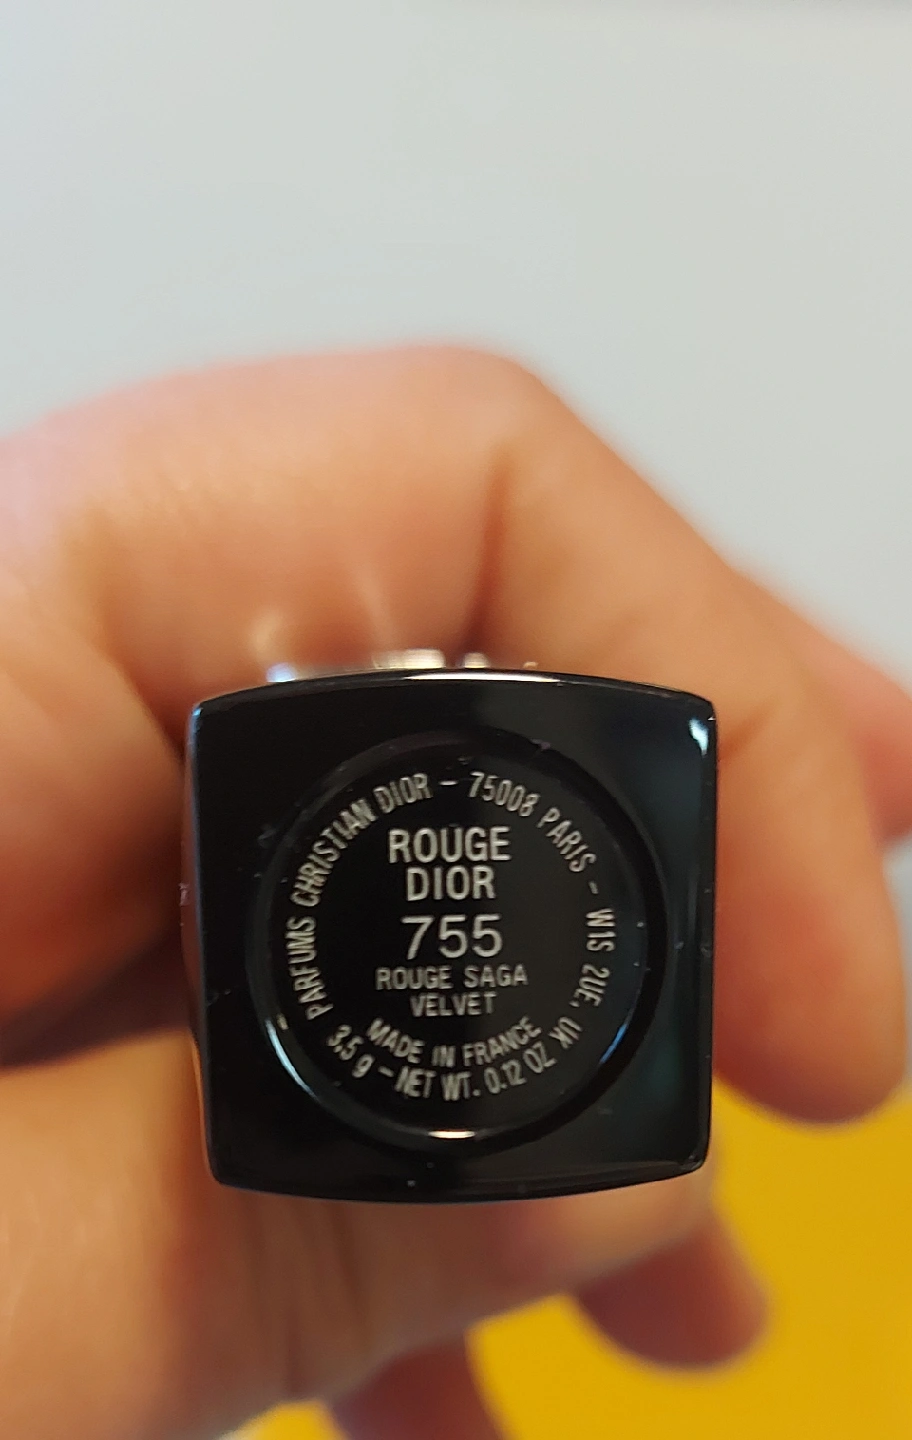 PARFUMS CHRISTIAN DIOR – 75008 PARIS – W1S 2UE, UK
ROUGE
DIOR
755
ROUGE SAGA
VELVET
MADE IN FRANCE
3,5 g – NET WT. 0.12 OZ